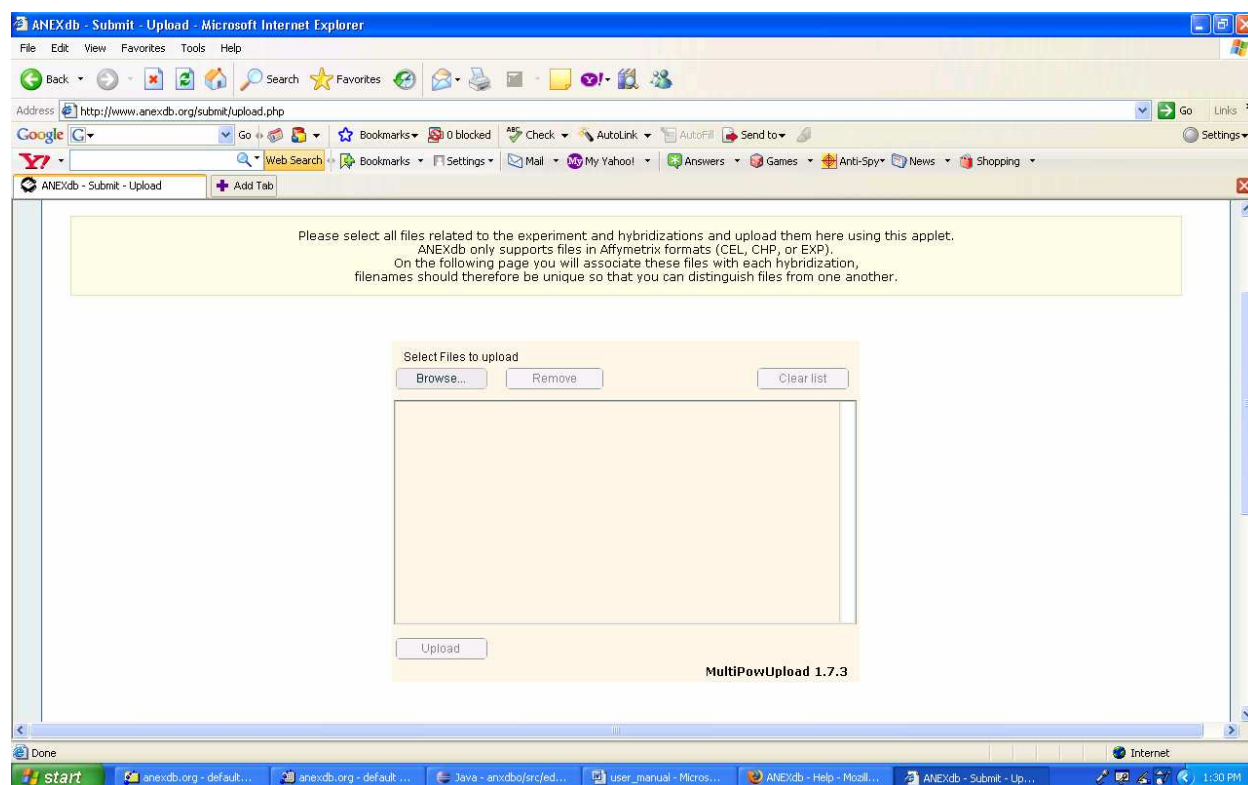 ANEXdb - Submit - Upload - Microsoft Internet Explorer
File Edit View Favorites Tools Help
Back Search Favorites
Address http://www.anexdb.org/submit/upload.php Go Links
Google G Go Bookmarks 0 blocked ABC Check AutoLink AutoFill Send to Settings
Y! Web Search Bookmarks Settings Mail My My Yahoo! Answers Games Anti-Spy News Shopping
ANEXdb - Submit - Upload Add Tab
Please select all files related to the experiment and hybridizations and upload them here using this applet.
ANEXdb only supports files in Affymetrix formats (CEL, CHP, or EXP).
On the following page you will associate these files with each hybridization,
filenames should therefore be unique so that you can distinguish files from one another.
Select Files to upload
Browse... Remove Clear list
Upload
MultiPowUpload 1.7.3
Done Internet
start anexdb.org - default... anexdb.org - default ... Java - anxdbo/src/ed... user_manual - Micros... ANEXdb - Help - Mozill... ANEXdb - Submit - Up... 1:30 PM